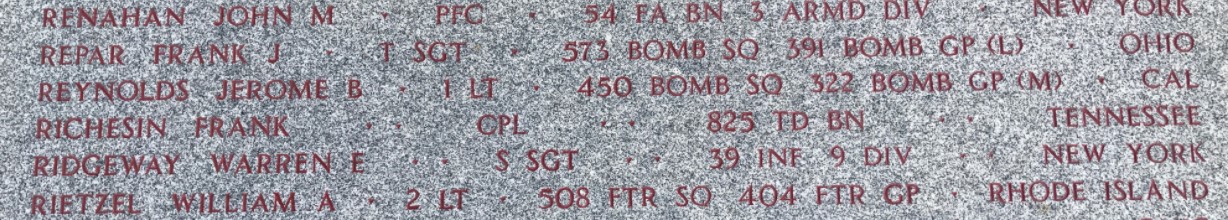 RENAHAN JOHN M · PFC · 54 FA BN 3 ARMD DIV · NEW YORK
REPAR FRANK J · T SGT · 573 BOMB SQ 391 BOMB GP (L) · OHIO
REYNOLDS JEROME B · 1 LT · 450 BOMB SQ 322 BOMB GP (M) · CAL
RICHESIN FRANK · · CPL · · 825 TD BN · · TENNESSEE
RIDGEWAY WARREN E · · S SGT · · 39 INF 9 DIV · · NEW YORK
RIETZEL WILLIAM A · 2 LT · 508 FTR SQ 404 FTR GP · RHODE ISLAND